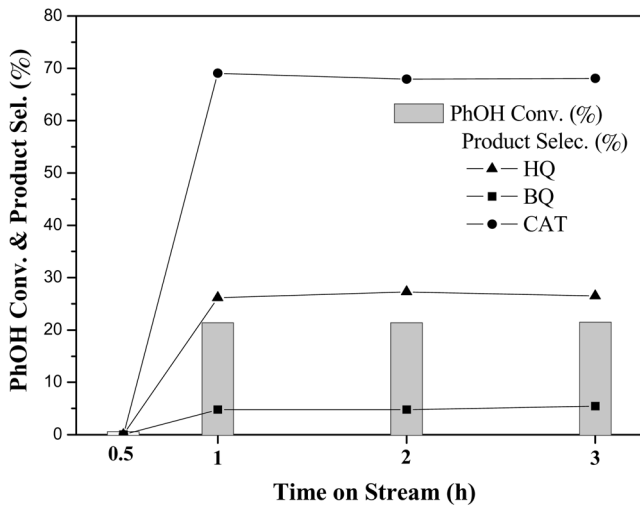 80
70
60
50
40
30
20
10
0
PhOH Conv. & Product Sel. (%)
PhOH Conv. (%)
Product Selec. (%)
HQ
BQ
CAT
0.5 1 2 3
Time on Stream (h)